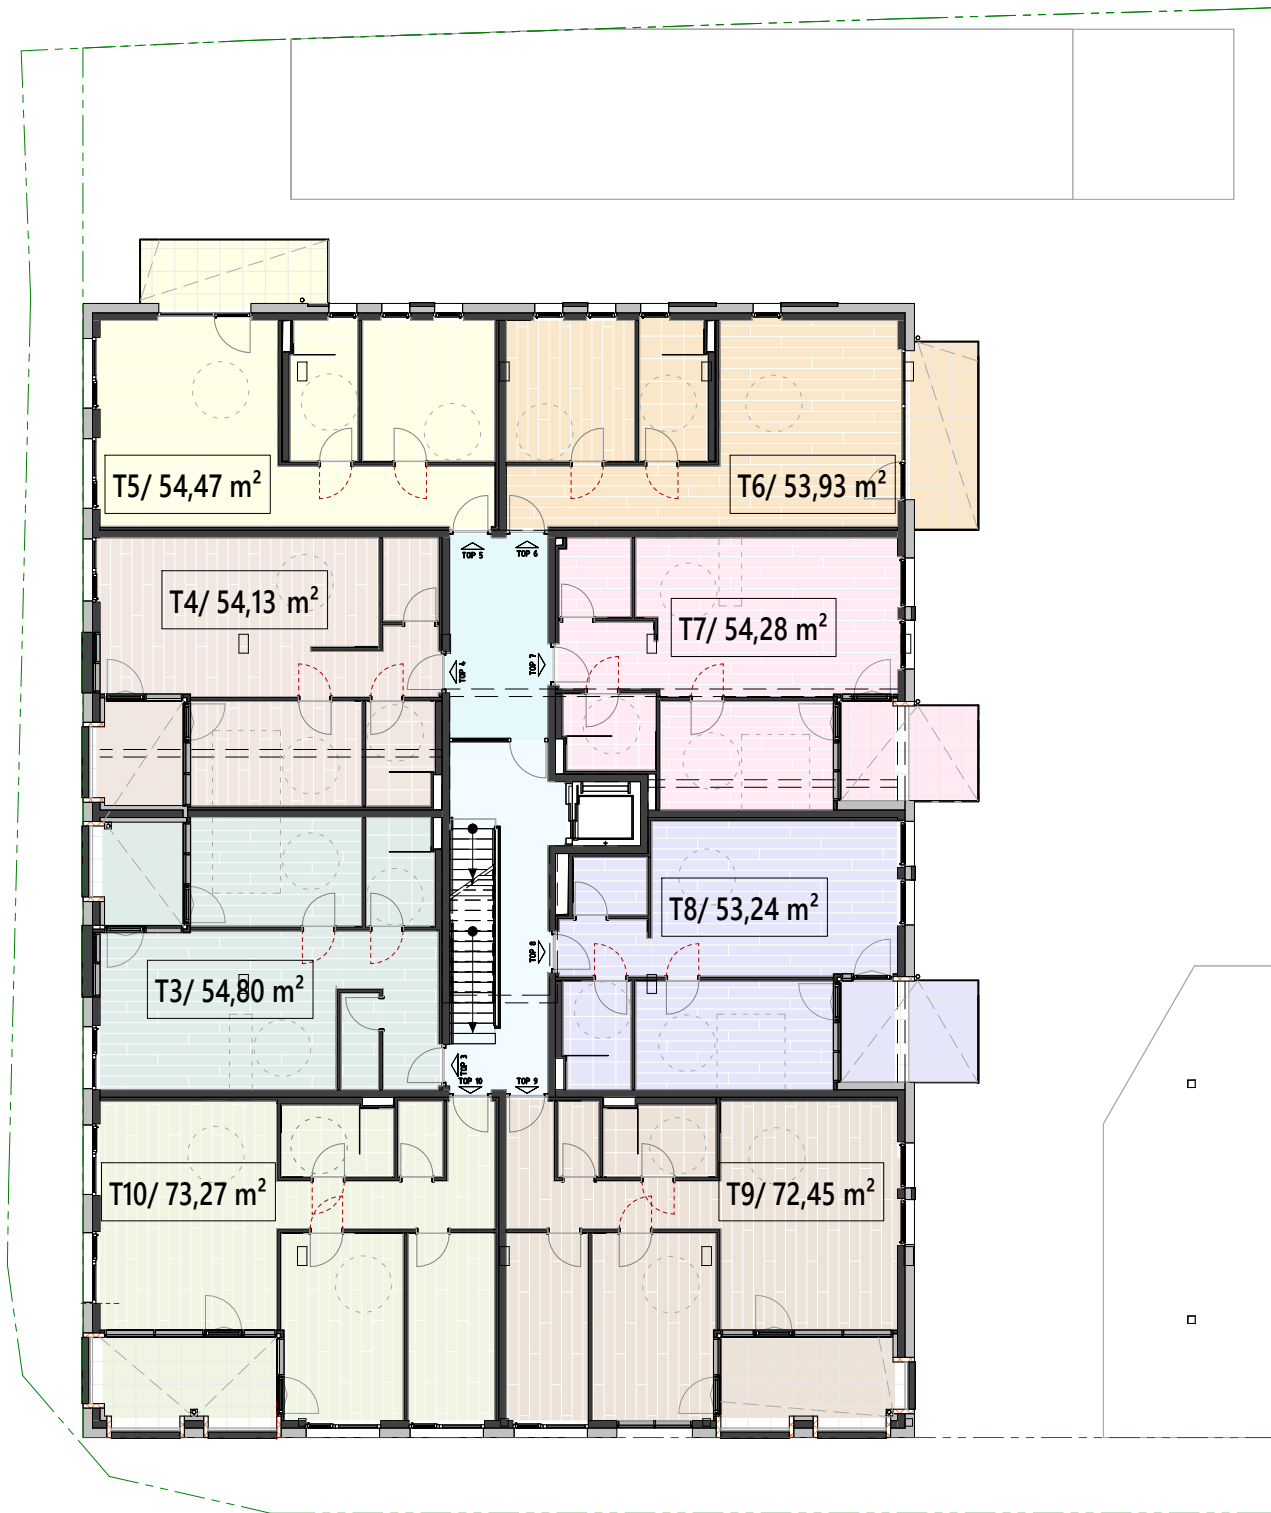 T5/ 54,47 m²
T6/ 53,93 m²
TOP 5
TOP 6
T4/ 54,13 m²
T7/ 54,28 m²
TOP 4
TOP 7
T8/ 53,24 m²
TOP 8
T3/ 54,80 m²
TOP 3
TOP 10
TOP 9
T10/ 73,27 m²
T9/ 72,45 m²